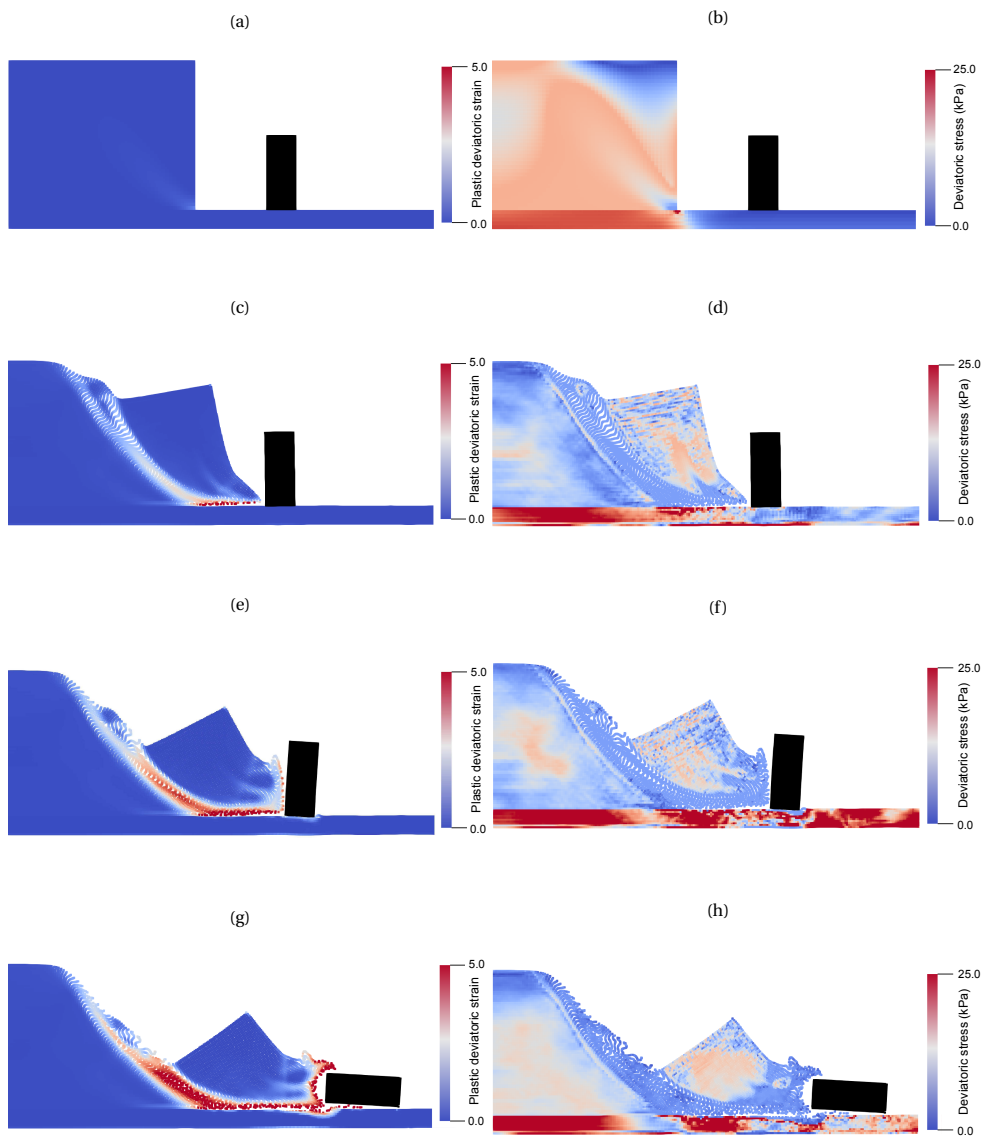 (a)
(b)
5.0
Plastic deviatoric strain
0.0
25.0
Deviatoric stress (kPa)
0.0
(c)
(d)
5.0
Plastic deviatoric strain
0.0
25.0
Deviatoric stress (kPa)
0.0
(e)
(f)
5.0
Plastic deviatoric strain
0.0
25.0
Deviatoric stress (kPa)
0.0
(g)
(h)
5.0
Plastic deviatoric strain
0.0
25.0
Deviatoric stress (kPa)
0.0